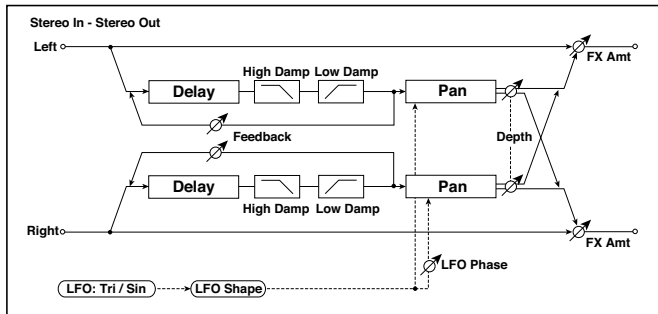 Stereo In - Stereo Out
Left
FX Amt
High Damp Low Damp
Delay
Pan
Feedback
Depth
Delay
Pan
High Damp Low Damp
Right
FX Amt
LFO Phase
LFO: Tri / Sin
LFO Shape